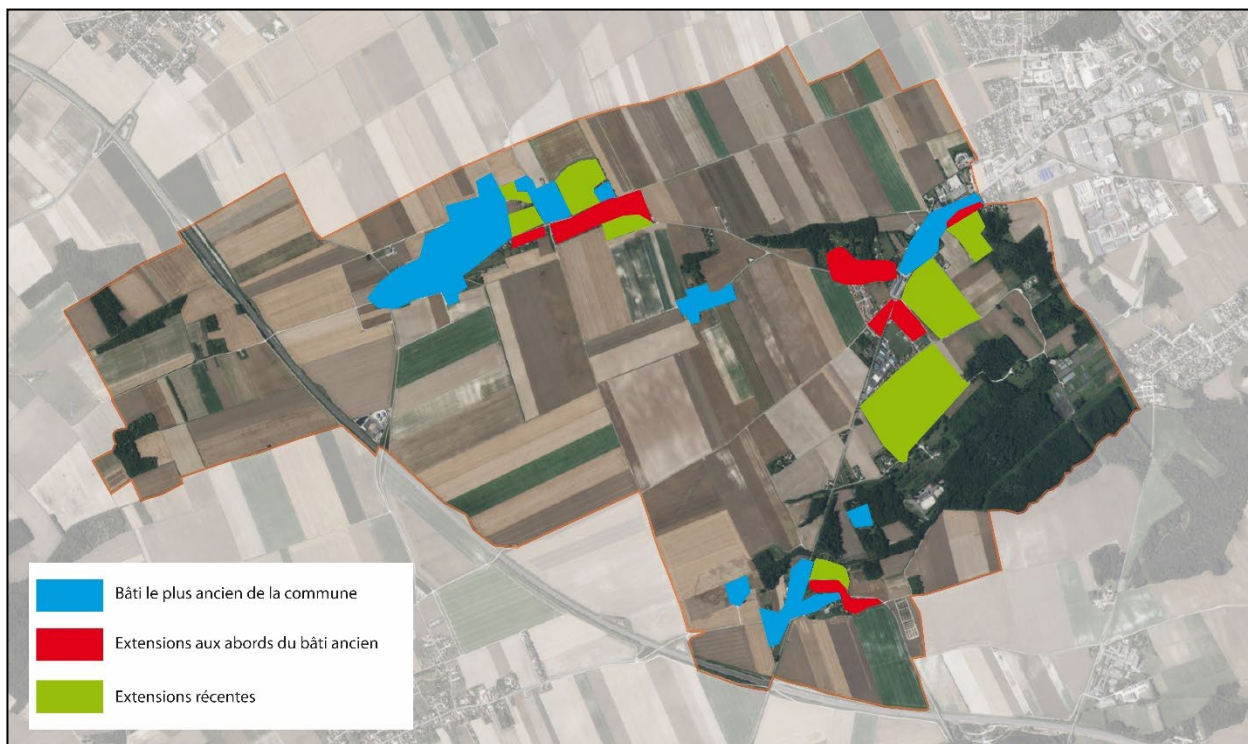 Bâti le plus ancien de la commune
Extensions aux abords du bâti ancien
Extensions récentes